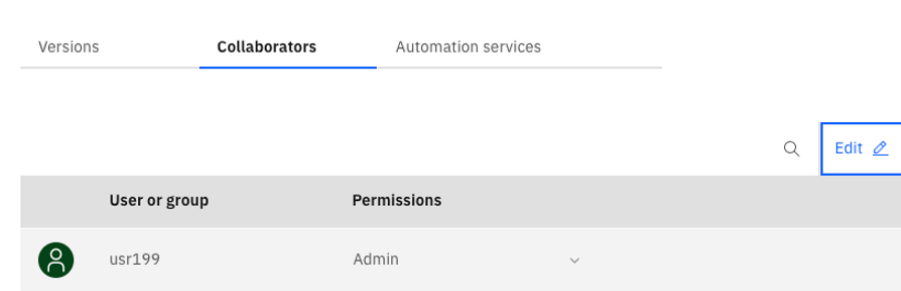 Versions Collaborators Automation services
Edit
User or group Permissions
usr199 Admin